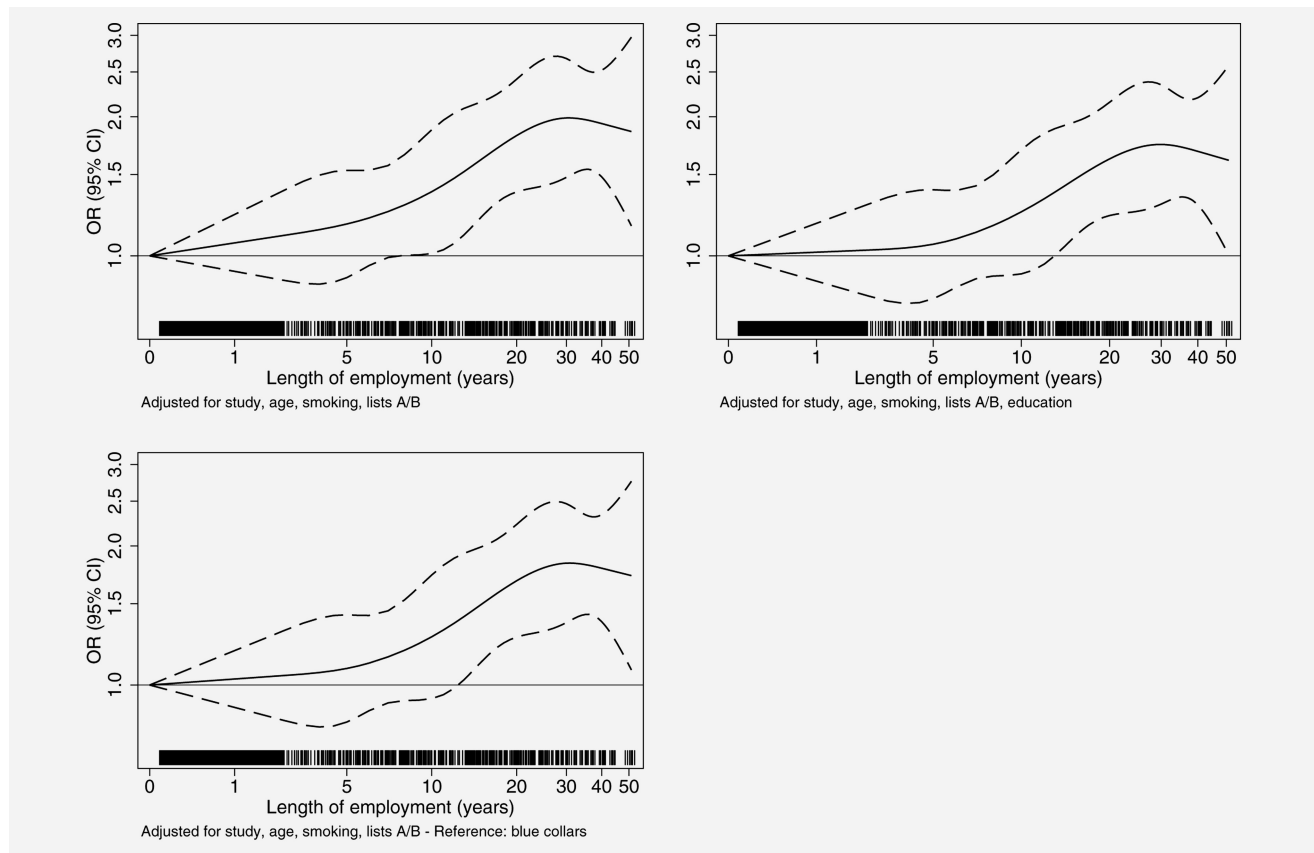 3.0
2.5
2.0
1.5
1.0
OR (95% CI)
0 1 5 10 20 30 40 50
Length of employment (years)
Adjusted for study, age, smoking, lists A/B
3.0
2.5
2.0
1.5
1.0
0 1 5 10 20 30 40 50
Length of employment (years)
Adjusted for study, age, smoking, lists A/B, education
3.0
2.5
2.0
1.5
1.0
OR (95% CI)
0 1 5 10 20 30 40 50
Length of employment (years)
Adjusted for study, age, smoking, lists A/B - Reference: blue collars